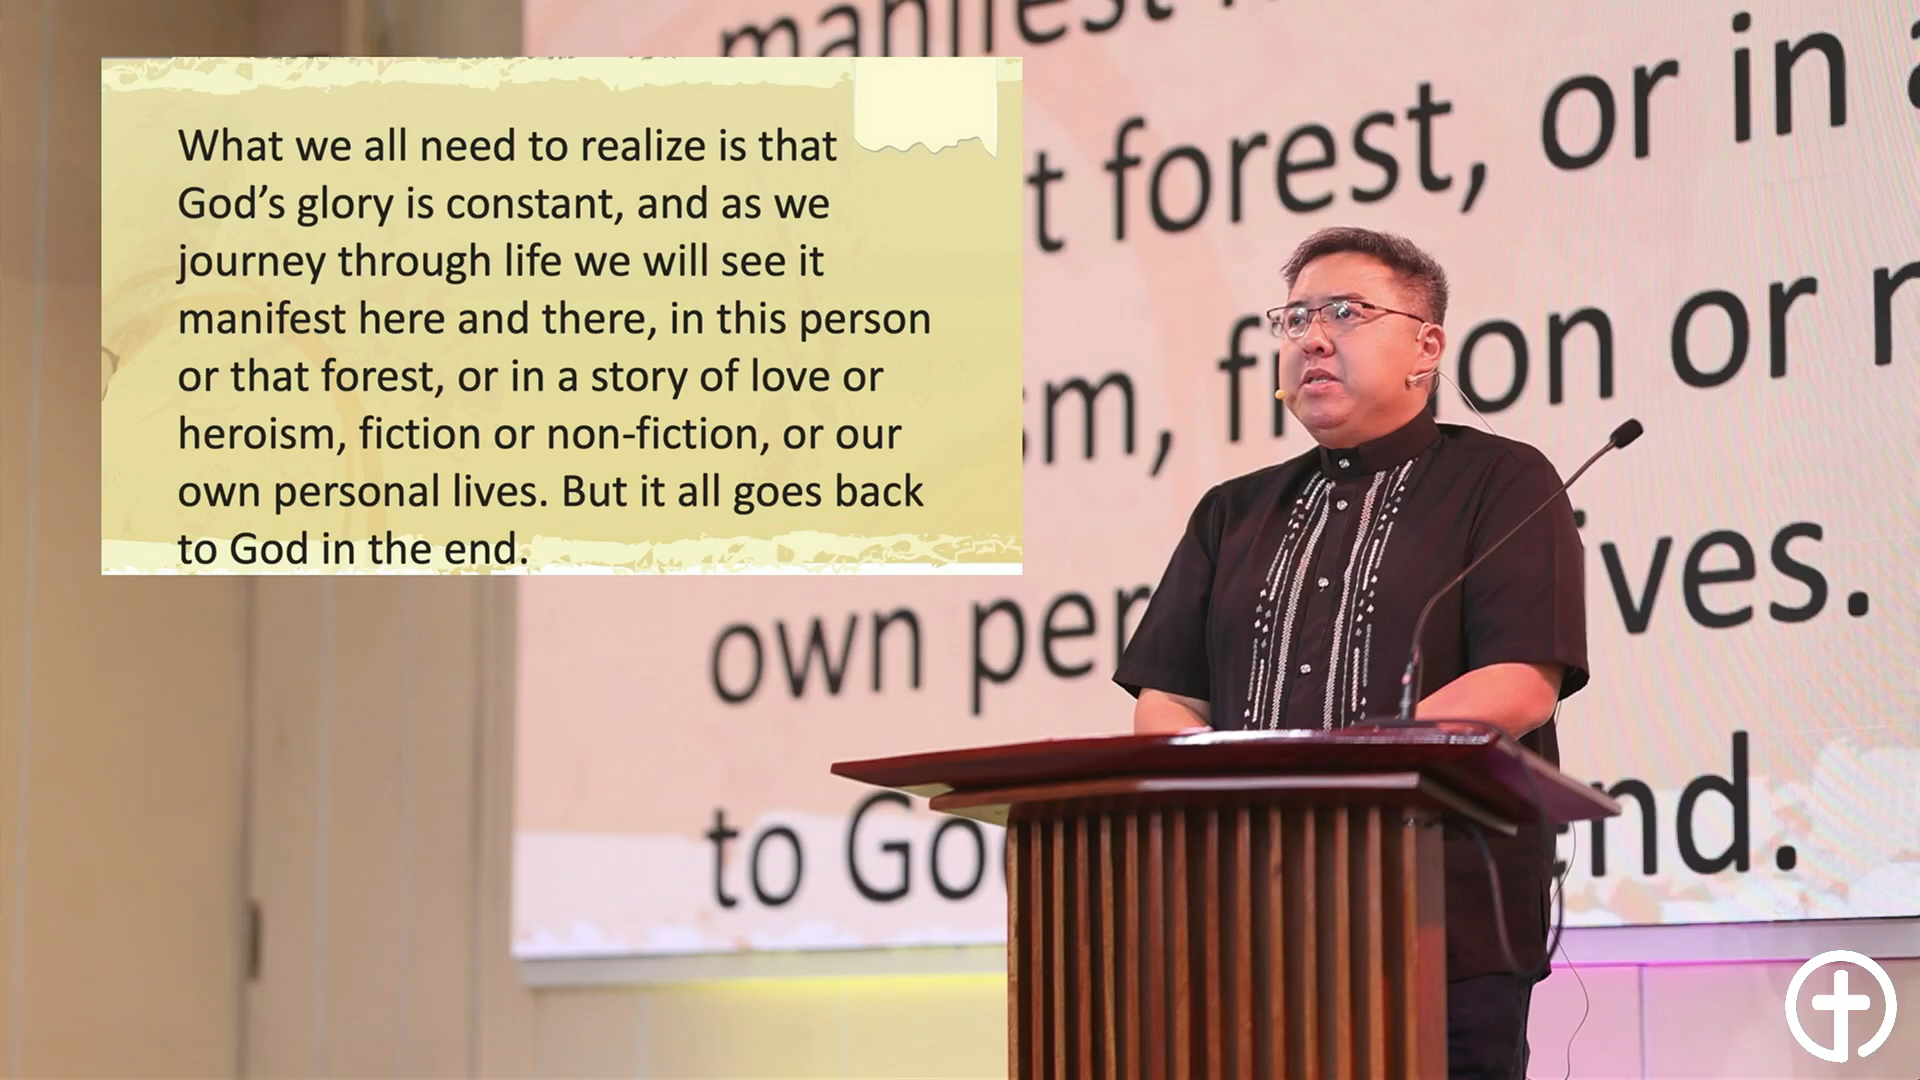 What we all need to realize is that
God’s glory is constant, and as we
journey through life we will see it
manifest here and there, in this person
or that forest, or in a story of love or
heroism, fiction or non-fiction, or our
own personal lives. But it all goes back
to God in the end.
manifest
t forest, or in a
sm, fi on or n
own per ives.
to Go end.